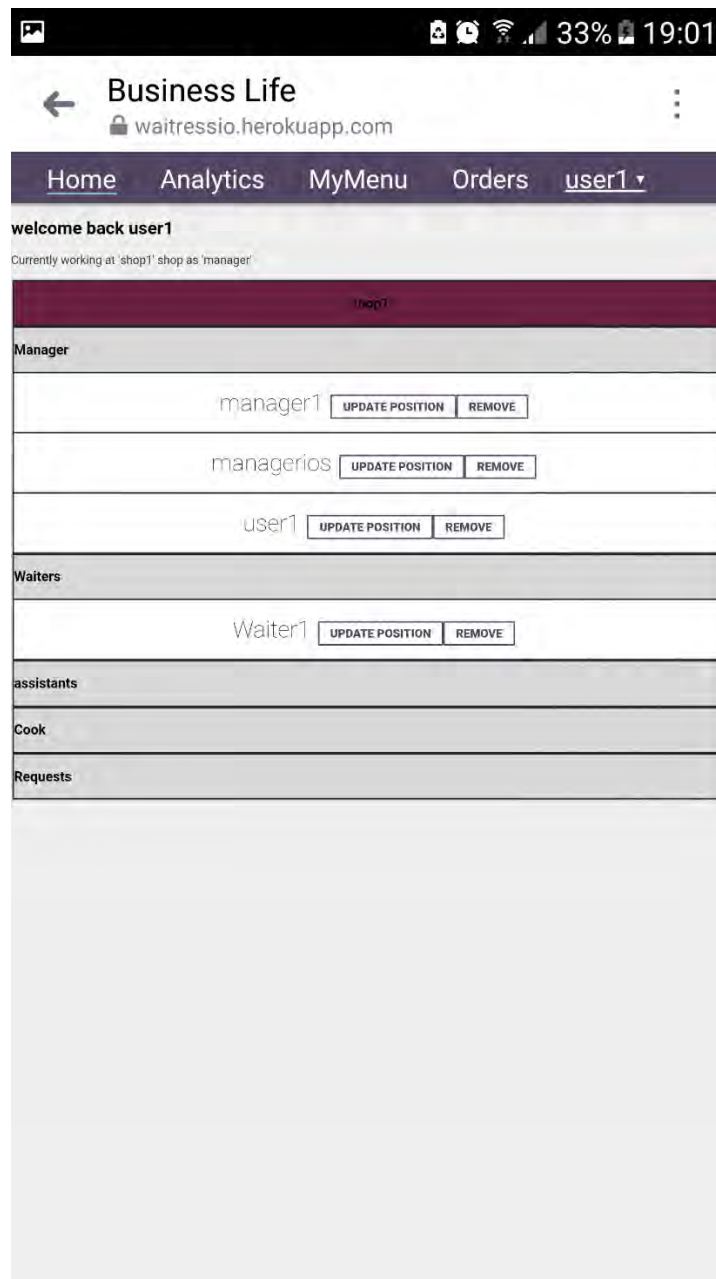 33% 19:01
Business Life
waitressio.herokuapp.com
Home Analytics MyMenu Orders user1
welcome back user1
Currently working at 'shop1' shop as 'manager'
shop1
Manager
manager1 UPDATE POSITION REMOVE
managerios UPDATE POSITION REMOVE
user1 UPDATE POSITION REMOVE
Waiters
Waiter1 UPDATE POSITION REMOVE
assistants
Cook
Requests